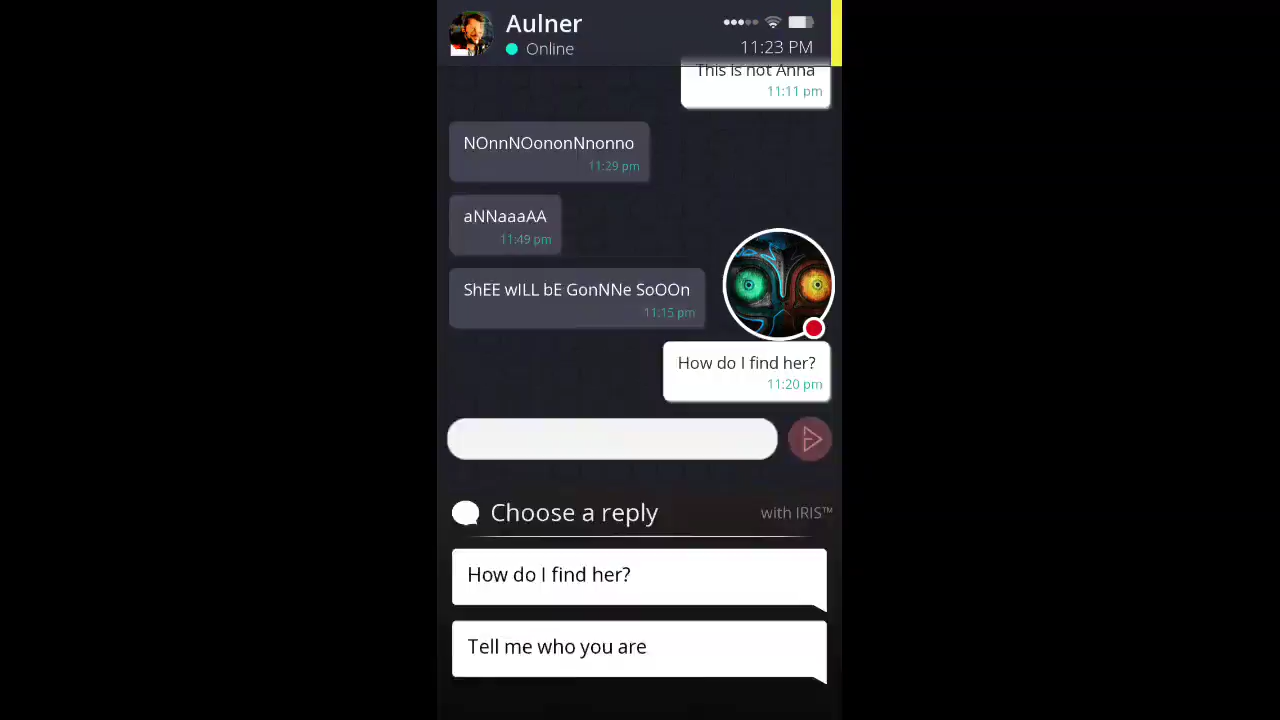 Aulner
Online
11:23 PM
This is not Anna
11:11 pm
NOnnNOononNnonno
11:29 pm
aNNaaaAA
11:49 pm
ShEE wILL bE GonNNe SoOOn
11:15 pm
How do I find her?
11:20 pm
Choose a reply
with IRIS™
How do I find her?
Tell me who you are